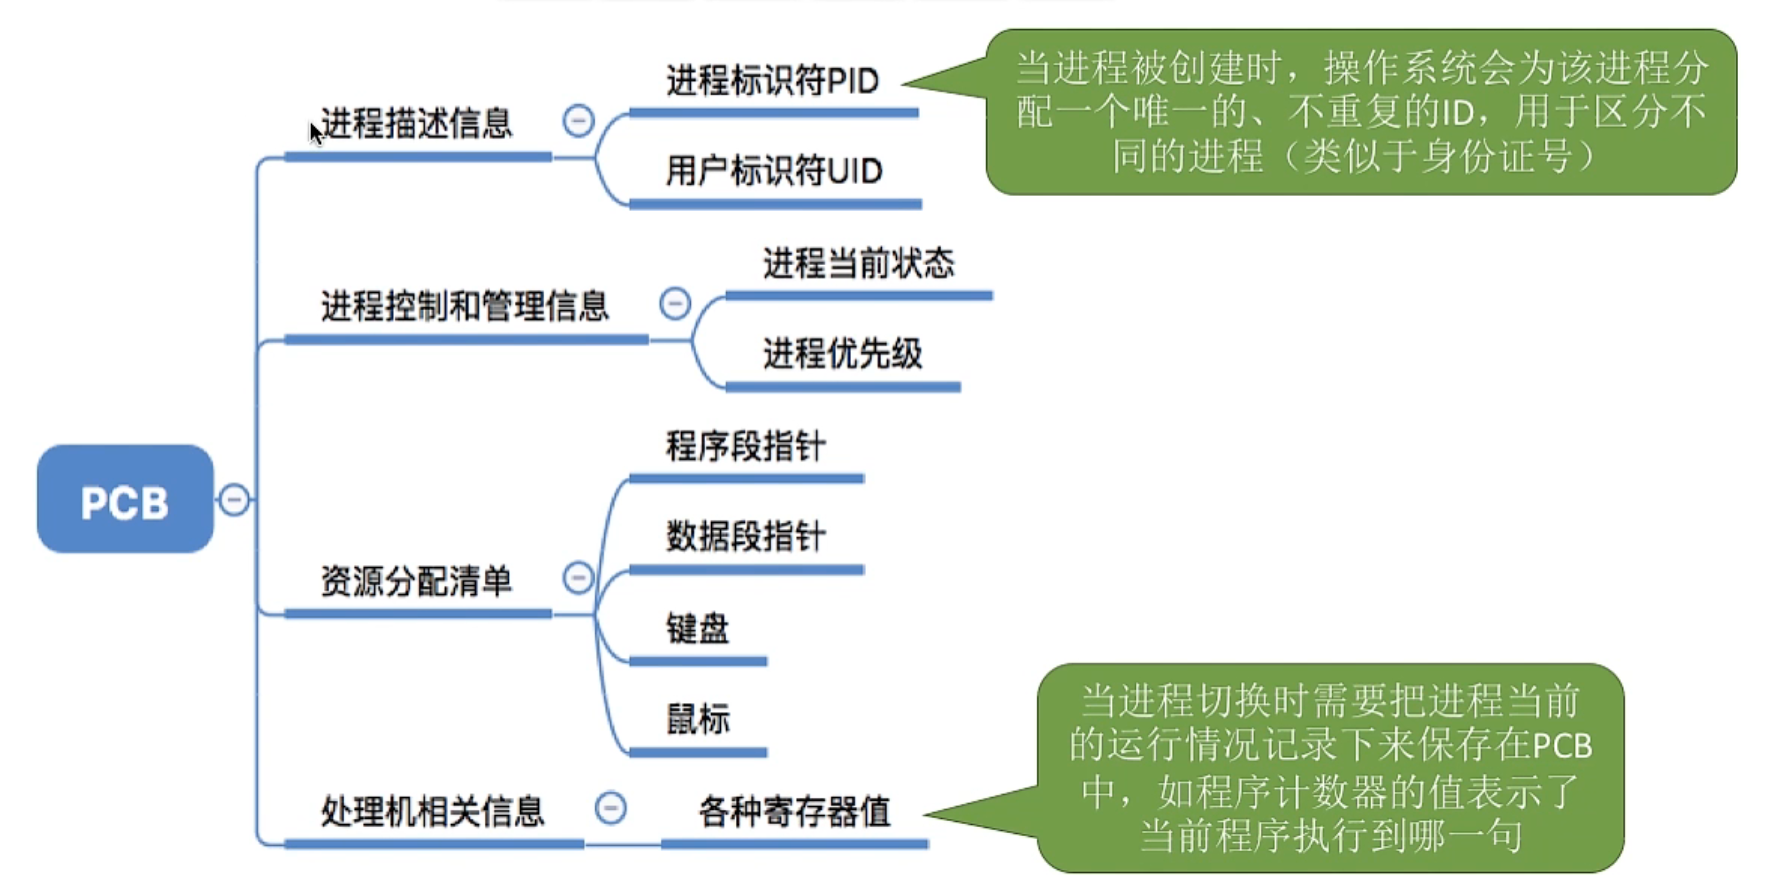 进程标识符PID
当进程被创建时，操作系统会为该进程分
配一个唯一的、不重复的ID，用于区分不
同的进程（类似于身份证号）
进程描述信息
用户标识符UID
进程当前状态
进程控制和管理信息
进程优先级
程序段指针
PCB
数据段指针
资源分配清单
键盘
鼠标
处理机相关信息
各种寄存器值
当进程切换时需要把进程当前
的运行情况记录下来保存在PCB
中，如程序计数器的值表示了
当前程序执行到哪一句